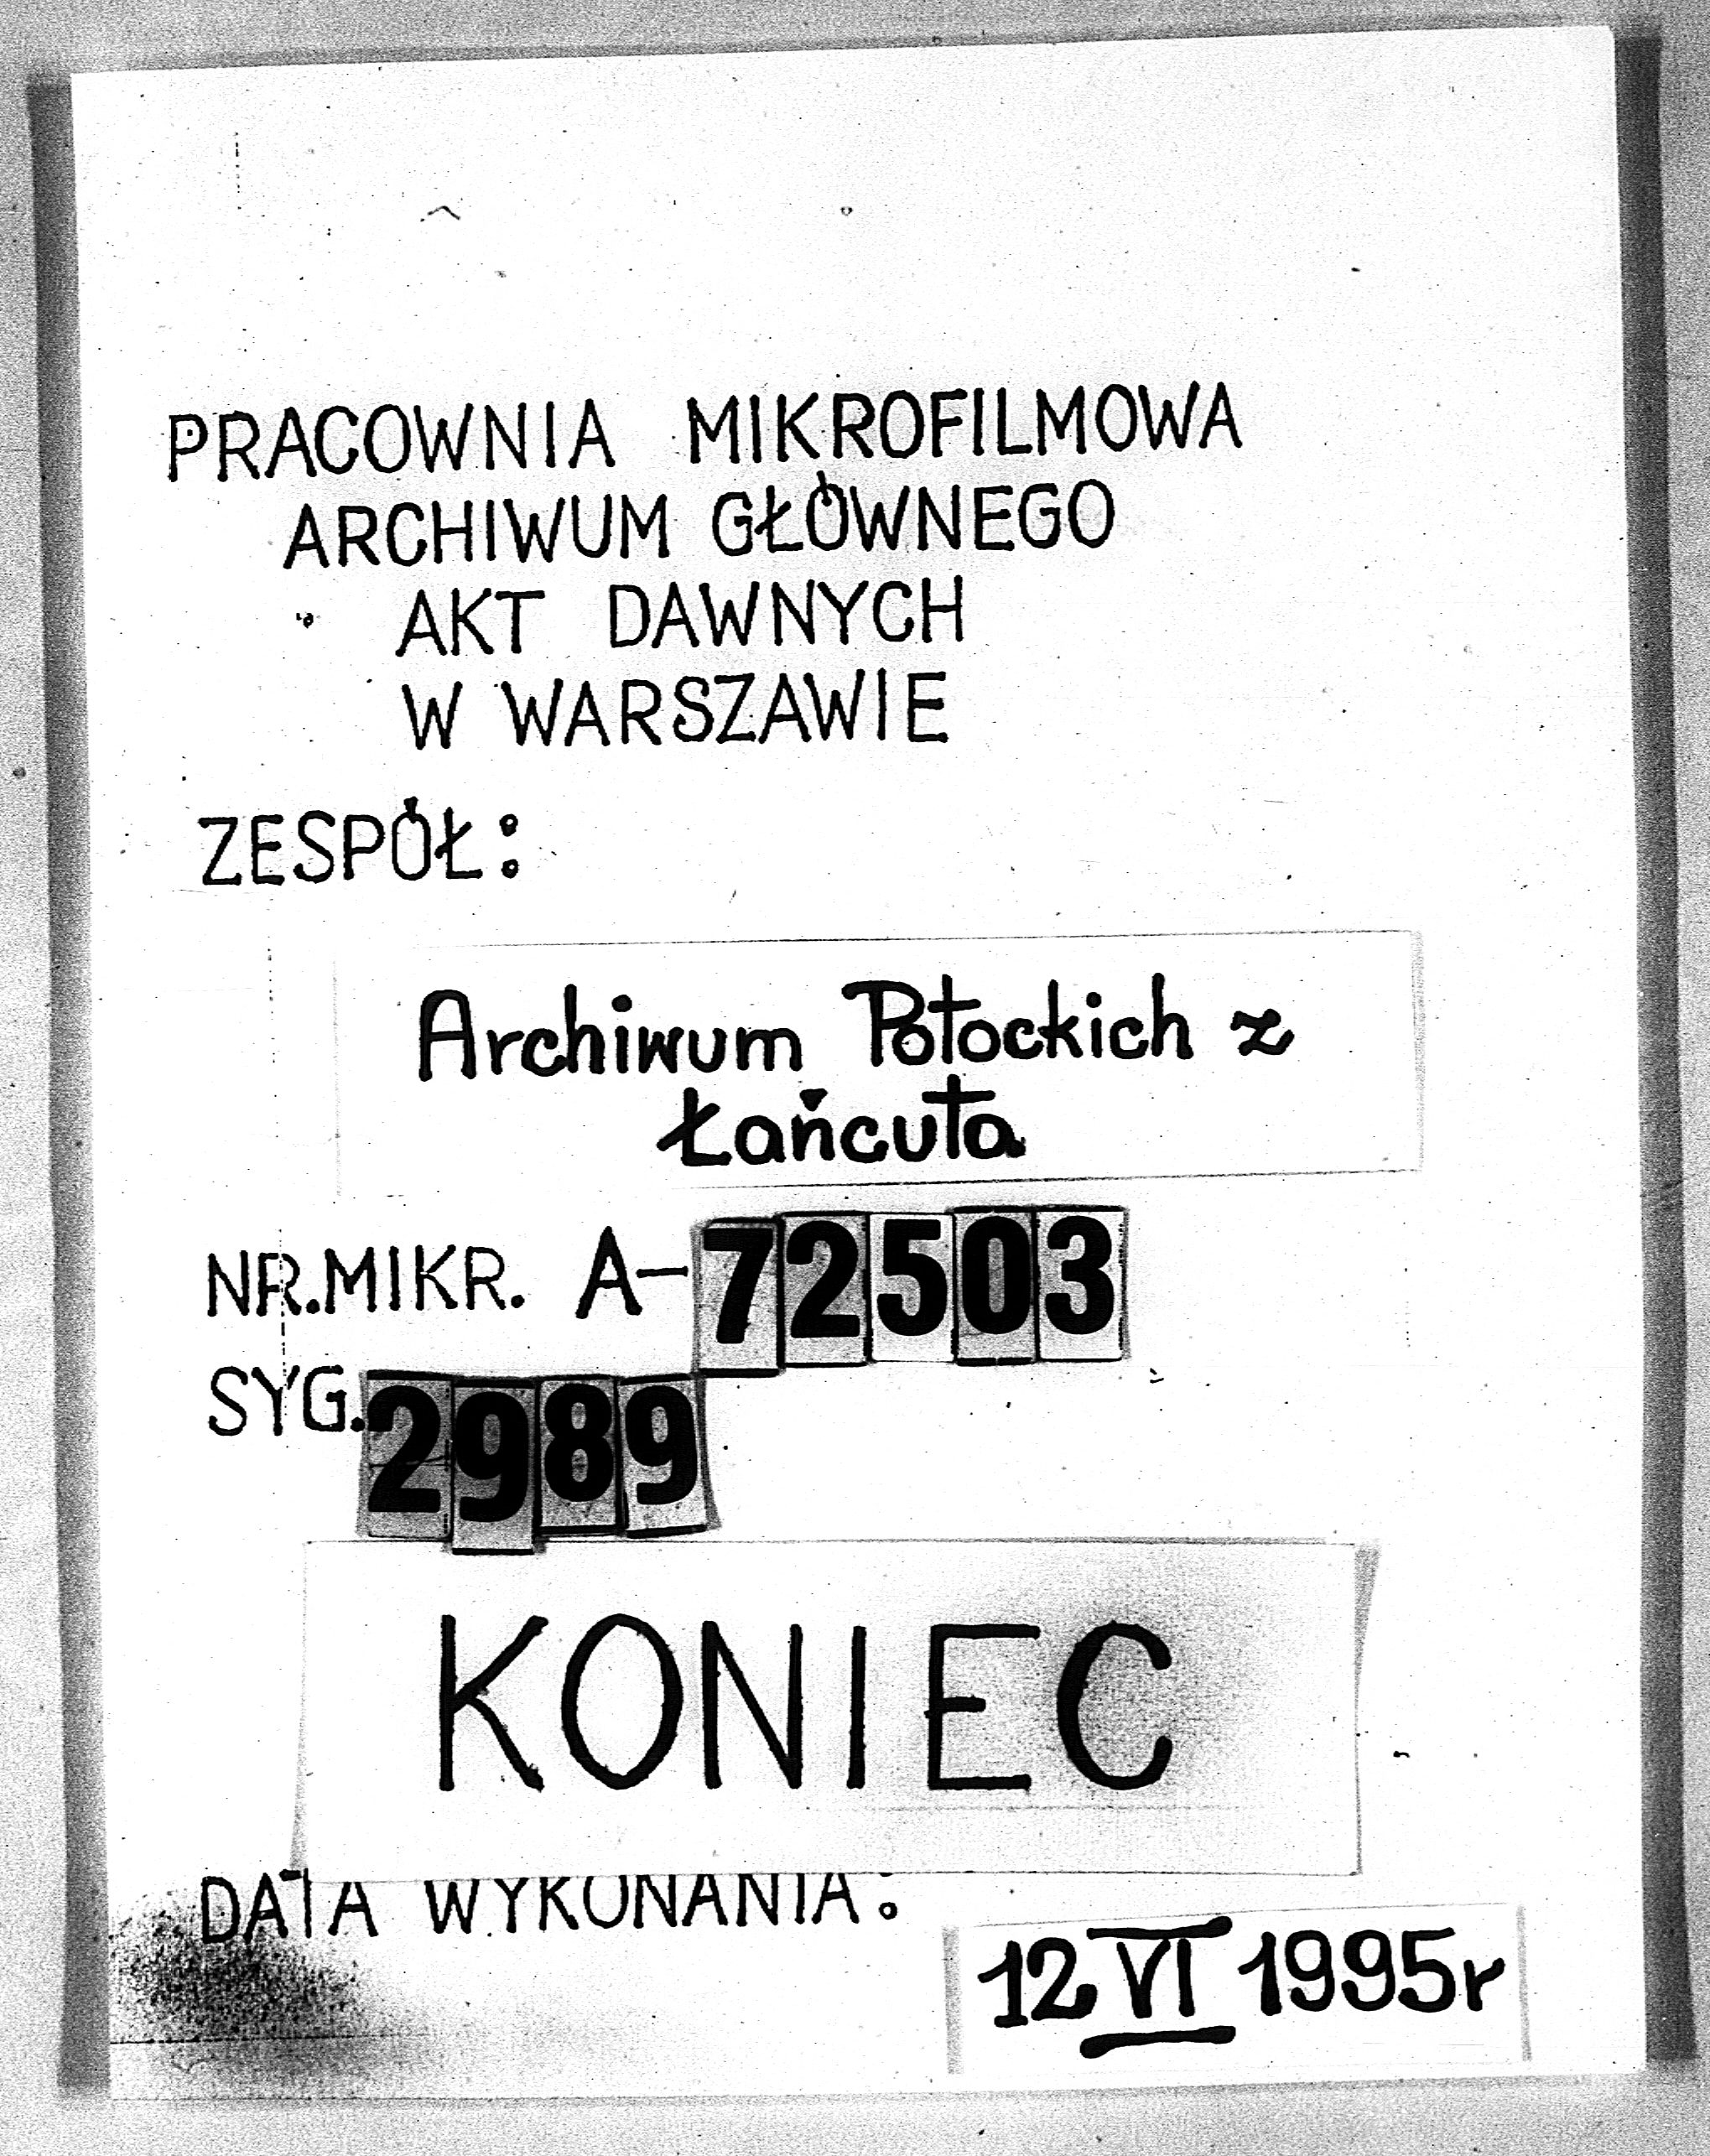 PRACOWNIA MIKROFILMOWA
ARCHIWUM GŁÓWNEGO
AKT DAWNYCH
W WARSZAWIE
ZESPÓŁ:
Archiwum Potockich z
Łańcuta
NR.MIKR. A-72503
SYG. 2989
KONIEC
DATA WYKONANIA:
12 VI 1995r